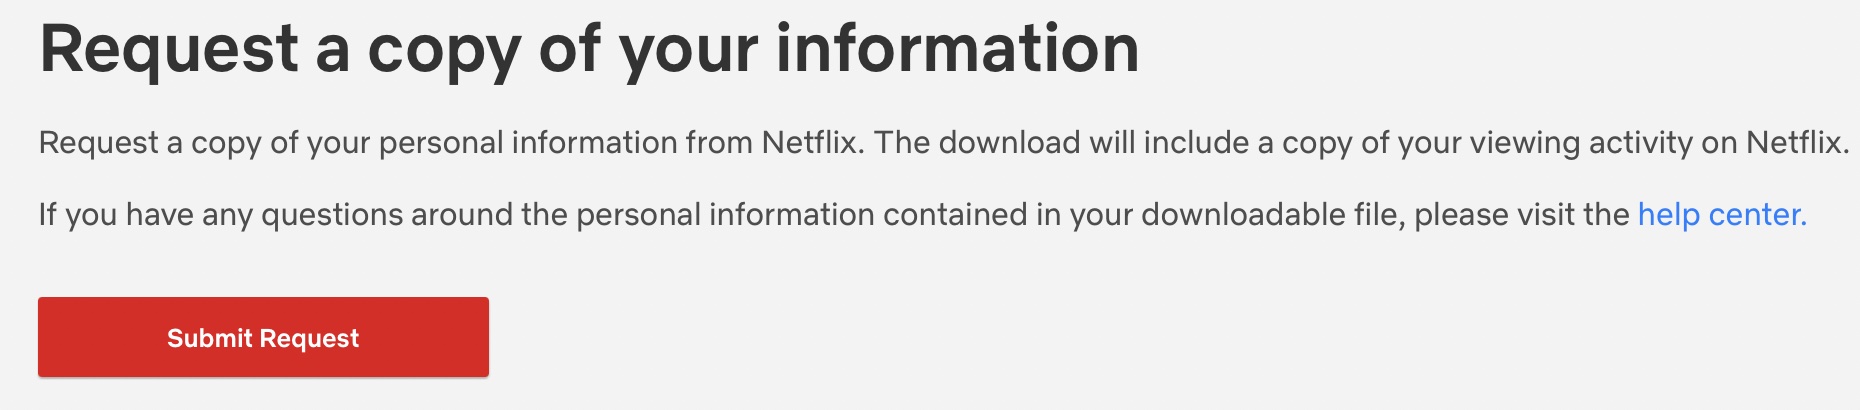 Request a copy of your information
Request a copy of your personal information from Netflix. The download will include a copy of your viewing activity on Netflix.
If you have any questions around the personal information contained in your downloadable file, please visit the help center.
Submit Request